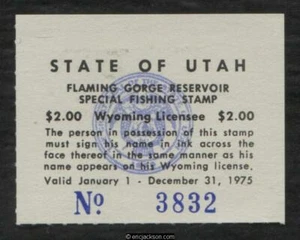 STATE OF UTAH
FLAMING GORGE RESERVOIR
SPECIAL FISHING STAMP
$2.00 Wyoming Licensee $2.00
The person in possession of this stamp
must sign his name in ink across the
face thereof in the same manner as his
name appears on his Wyoming license.
Valid January 1 - December 31, 1975
No 3832
© ericjackson.com